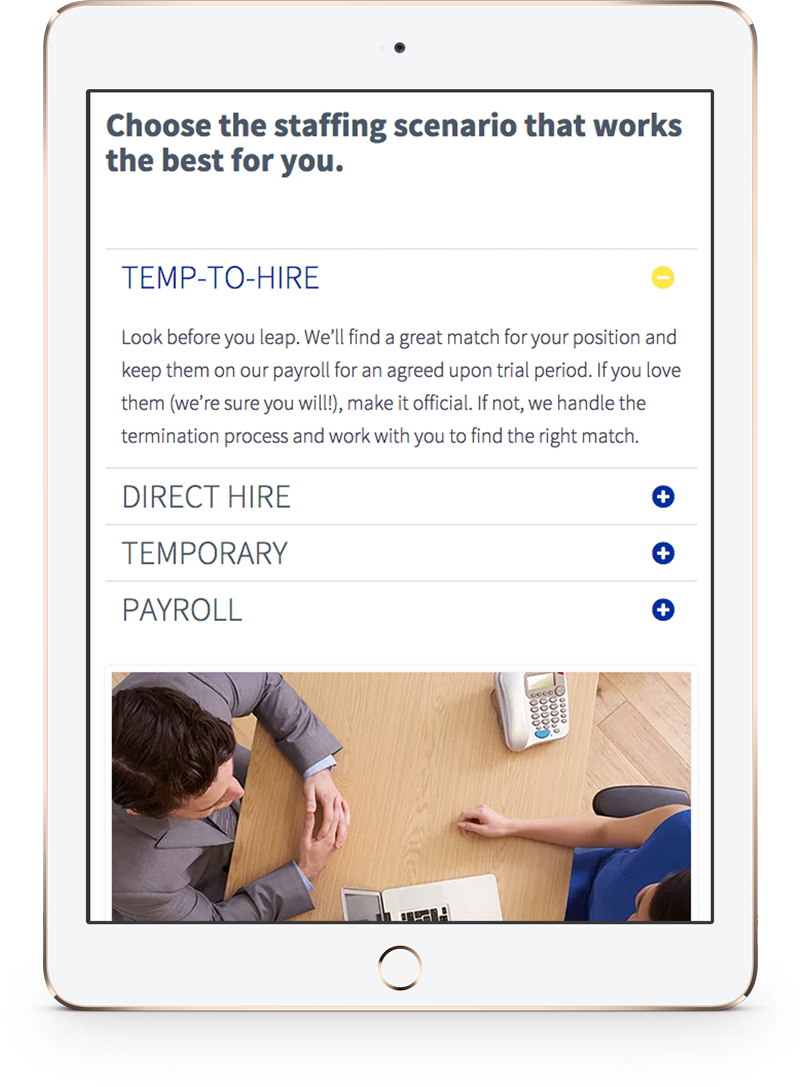 Choose the staffing scenario that works
the best for you.
TEMP-TO-HIRE
Look before you leap. We’ll find a great match for your position and
keep them on our payroll for an agreed upon trial period. If you love
them (we’re sure you will!), make it official. If not, we handle the
termination process and work with you to find the right match.
DIRECT HIRE
TEMPORARY
PAYROLL